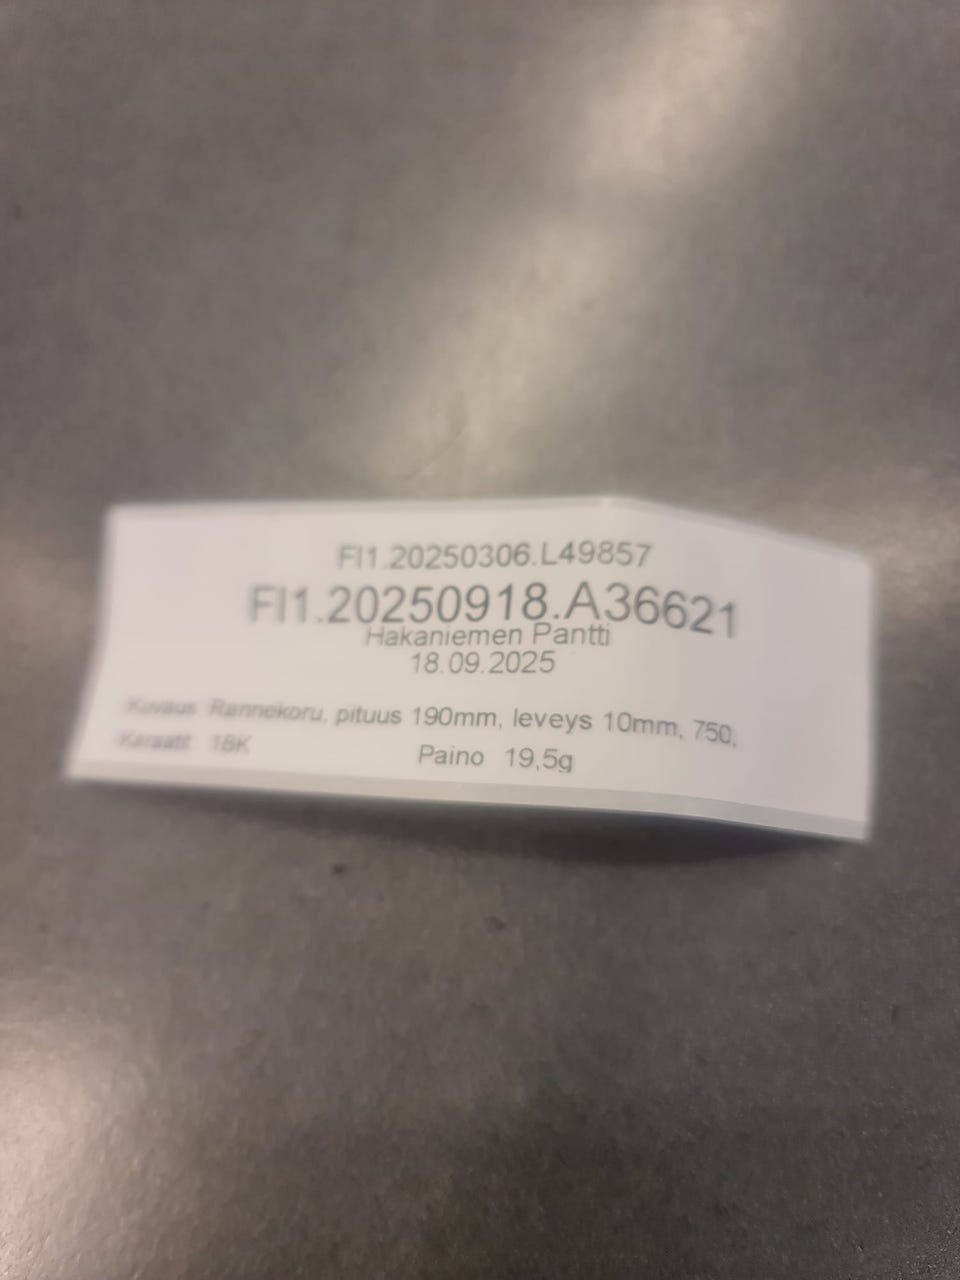 FI1.20250306.L49857
FI1.20250918.A36621
Hakaniemen Pantti
18.09.2025
Kuvaus Rannekoru, pituus 190mm, leveys 10mm, 750,
Karaatit 18K Paino 19,5g